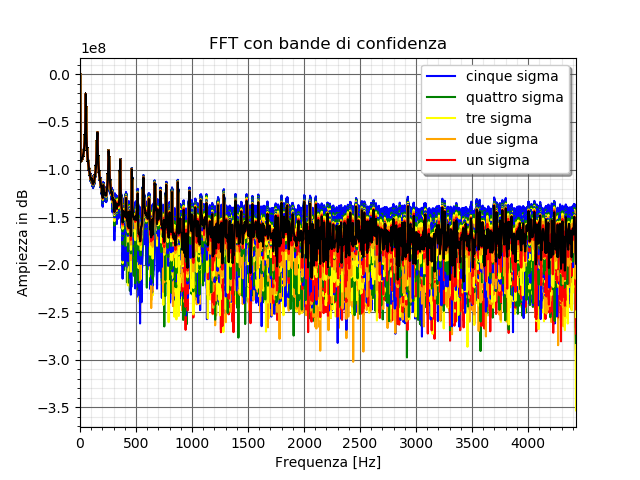 FFT con bande di confidenza
1e8
0.0
−0.5
−1.0
−1.5
−2.0
−2.5
−3.0
−3.5
Ampiezza in dB
cinque sigma
quattro sigma
tre sigma
due sigma
un sigma
0 500 1000 1500 2000 2500 3000 3500 4000
Frequenza [Hz]